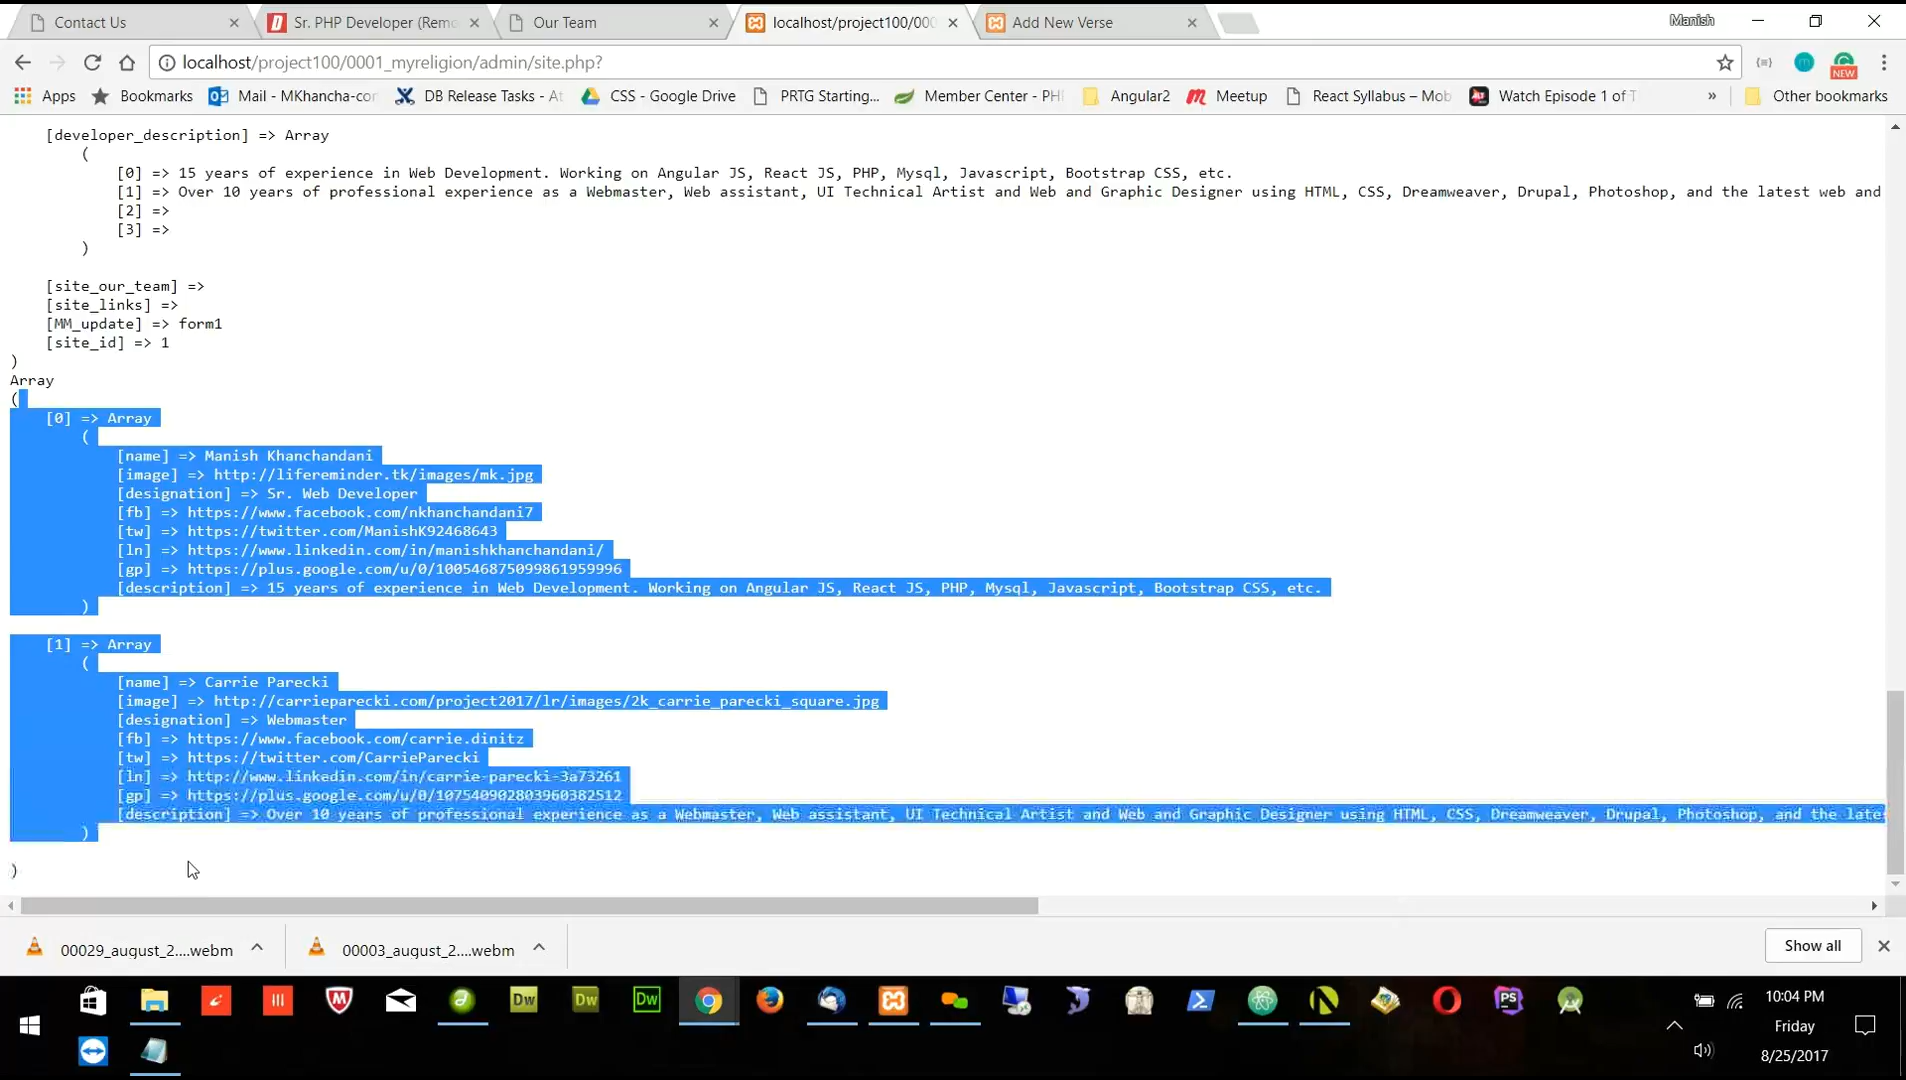 Contact Us
Sr. PHP Developer (Remo
Our Team
localhost/project100/000
Add New Verse
Manish
localhost/project100/0001_myreligion/admin/site.php?
NEW
Apps
Bookmarks
Mail - MKhancha-con
DB Release Tasks - At
CSS - Google Drive
PRTG Starting...
Member Center - PHI
Angular2
Meetup
React Syllabus – Mob
Watch Episode 1 of T
»
Other bookmarks
[developer_description] => Array
(
[0] => 15 years of experience in Web Development. Working on Angular JS, React JS, PHP, Mysql, Javascript, Bootstrap CSS, etc.
[1] => Over 10 years of professional experience as a Webmaster, Web assistant, UI Technical Artist and Web and Graphic Designer using HTML, CSS, Dreamweaver, Drupal, Photoshop, and the latest web and
[2] =>
[3] =>
)
[site_our_team] =>
[site_links] =>
[MM_update] => form1
[site_id] => 1
)
Array
(
[0] => Array
(
[name] => Manish Khanchandani
[image] => http://lifereminder.tk/images/mk.jpg
[designation] => Sr. Web Developer
[fb] => https://www.facebook.com/nkhanchandani7
[tw] => https://twitter.com/ManishK92468643
[ln] => https://www.linkedin.com/in/manishkhanchandani/
[gp] => https://plus.google.com/u/0/100546875099861959996
[description] => 15 years of experience in Web Development. Working on Angular JS, React JS, PHP, Mysql, Javascript, Bootstrap CSS, etc.
)
[1] => Array
(
[name] => Carrie Parecki
[image] => http://carrieparecki.com/project2017/lr/images/2k_carrie_parecki_square.jpg
[designation] => Webmaster
[fb] => https://www.facebook.com/carrie.dinitz
[tw] => https://twitter.com/CarrieParecki
[ln] => http://www.linkedin.com/in/carrie-parecki-3a73261
[gp] => https://plus.google.com/u/0/107540902803960382512
[description] => Over 10 years of professional experience as a Webmaster, Web assistant, UI Technical Artist and Web and Graphic Designer using HTML, CSS, Dreamweaver, Drupal, Photoshop, and the lates
)
)
00029_august_2....webm
00003_august_2....webm
Show all
Dw
Dw
Dw
PS
10:04 PM
Friday
8/25/2017